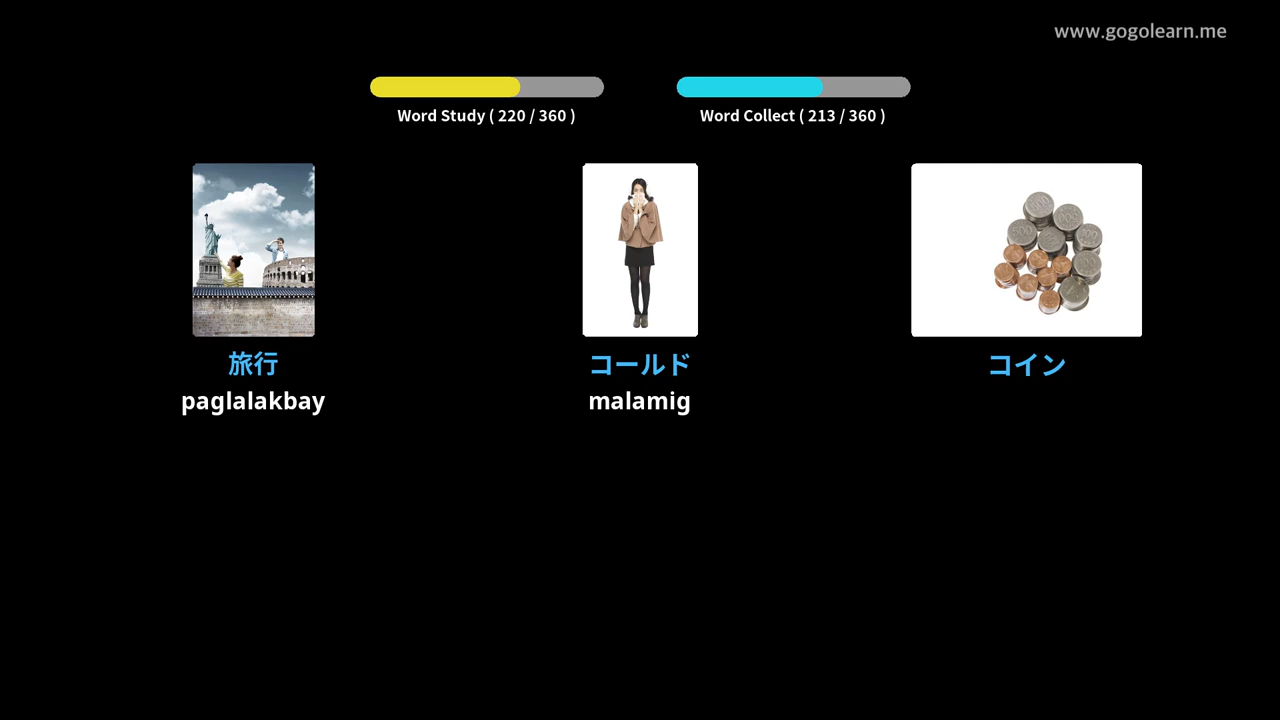 www.gogolearn.me
Word Study ( 220 / 360 )
Word Collect ( 213 / 360 )
旅行
paglalakbay
コールド
malamig
コイン